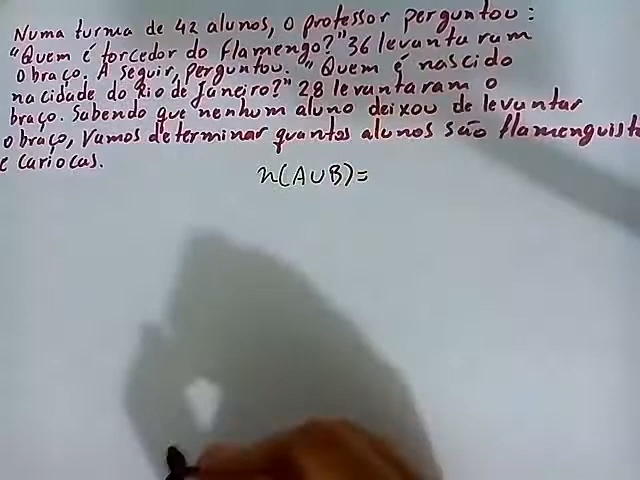 Numa turma de 42 alunos, o professor perguntou:
"Quem é torcedor do Flamengo?" 36 levantaram
o braço. A seguir, perguntou. "Quem é nascido
na cidade do Rio de Janeiro?" 28 levantaram o
braço. Sabendo que nenhum aluno deixou de levantar
o braço, vamos determinar quantos alunos são flamenguist
e cariocas.
n(A∪B)=